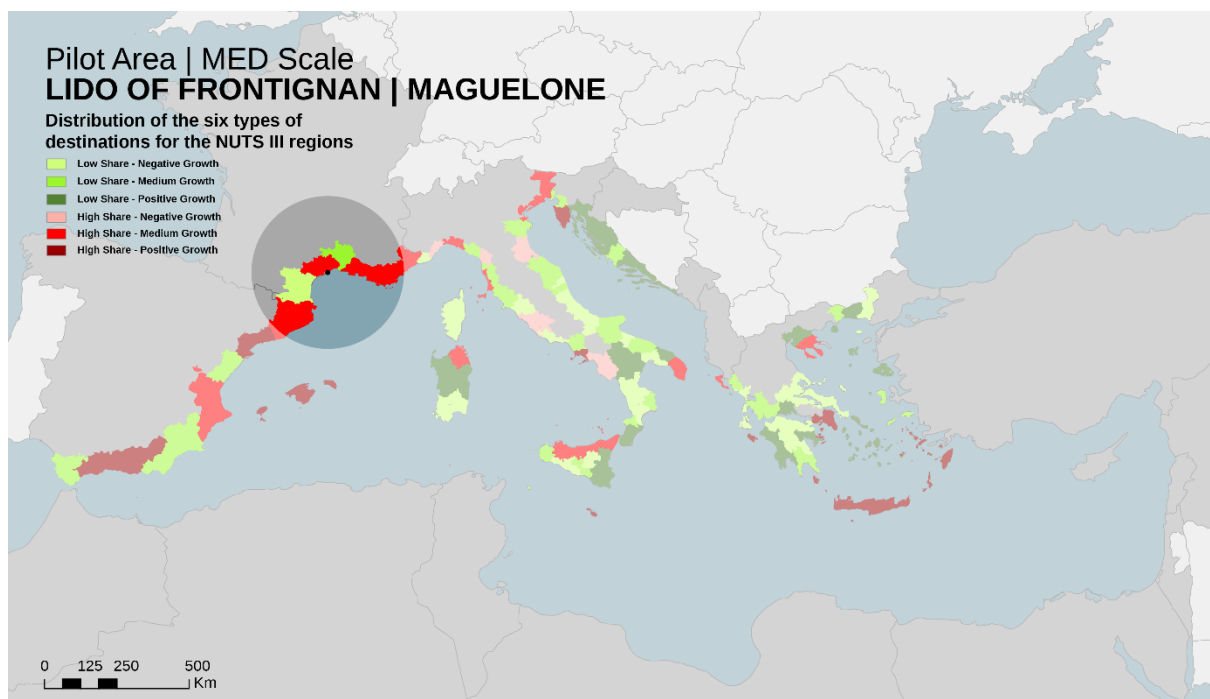 Pilot Area | MED Scale
LIDO OF FRONTIGNAN | MAGUELONE
Distribution of the six types of
destinations for the NUTS III regions
Low Share - Negative Growth
Low Share - Medium Growth
Low Share - Positive Growth
High Share - Negative Growth
High Share - Medium Growth
High Share - Positive Growth
0 125 250 500
Km